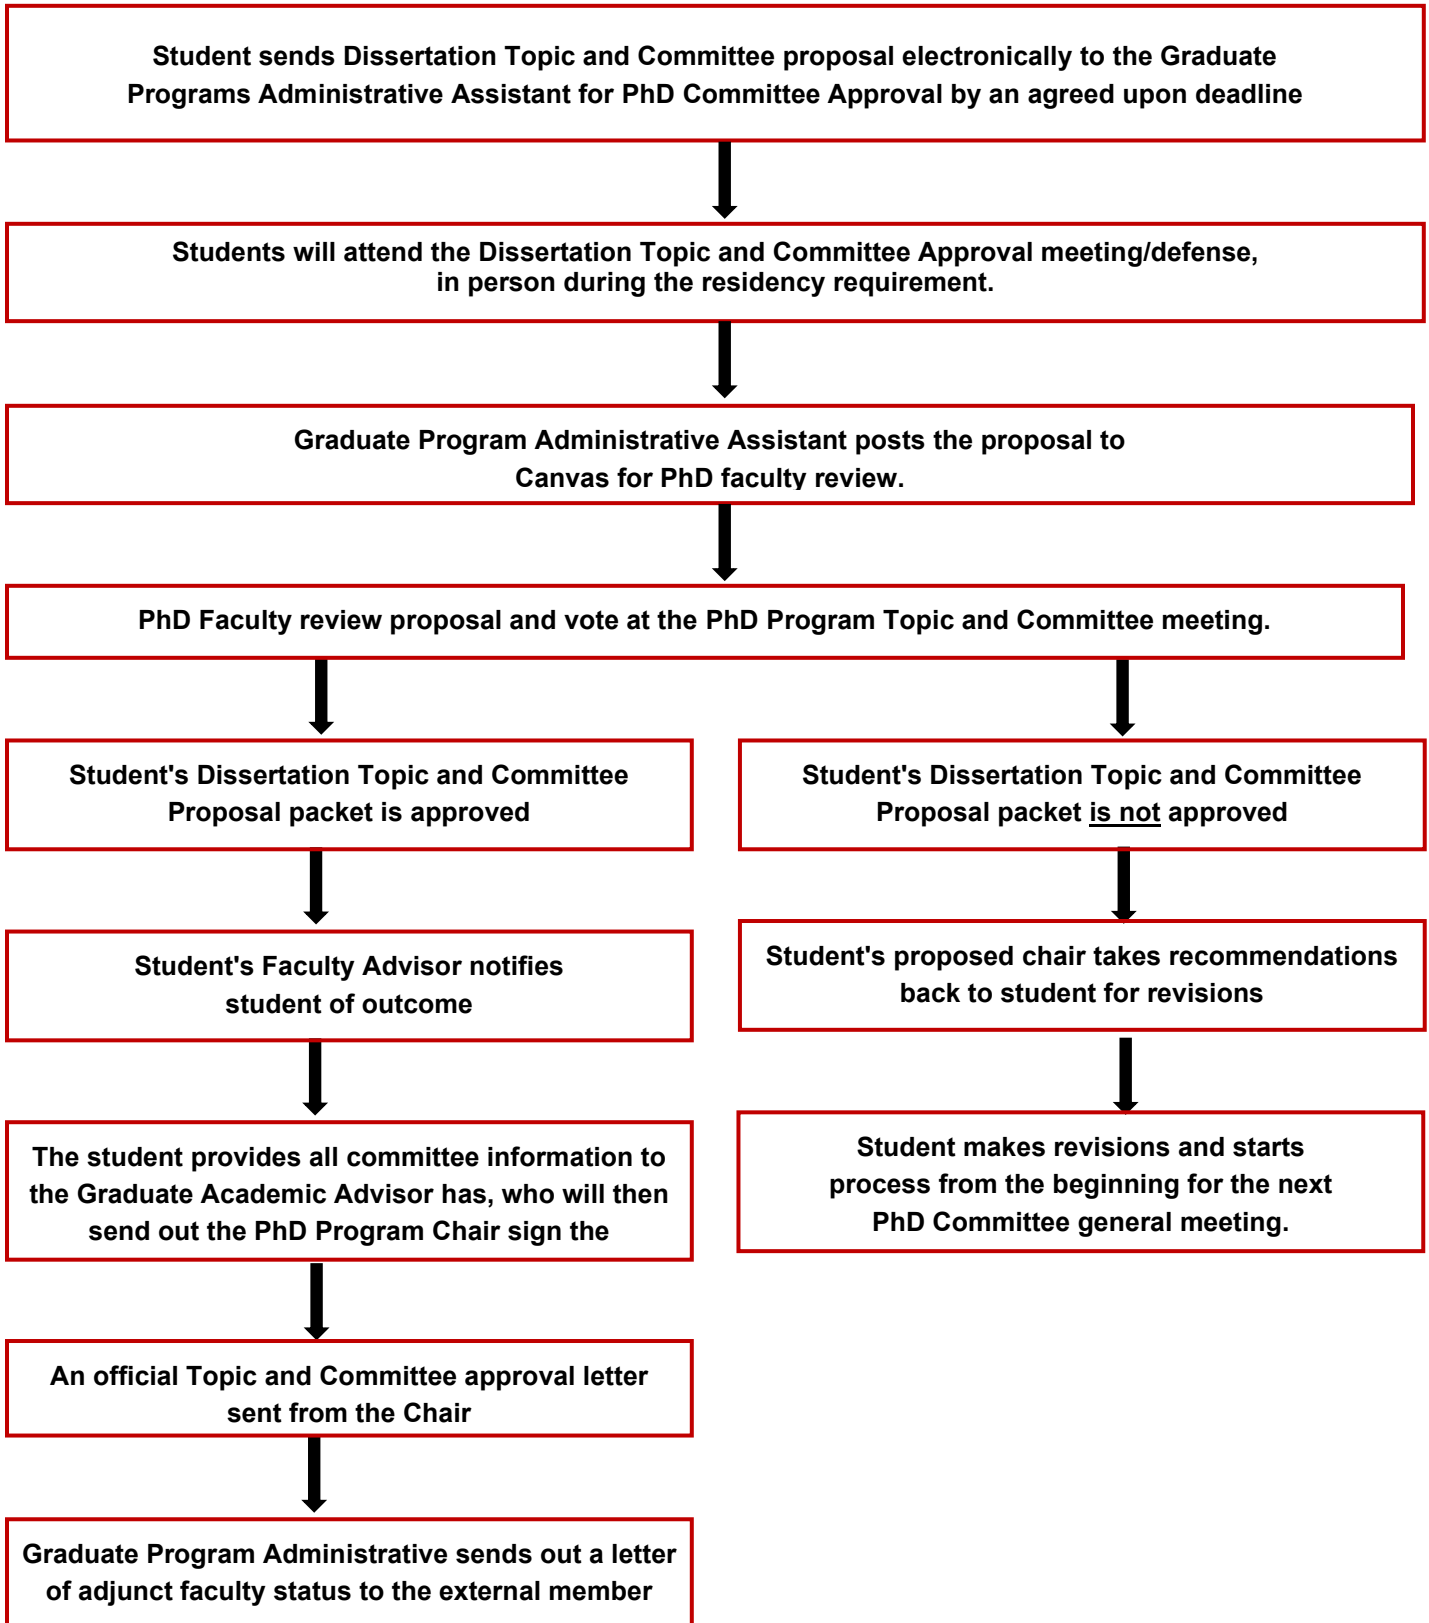 Student sends Dissertation Topic and Committee proposal electronically to the Graduate
Programs Administrative Assistant for PhD Committee Approval by an agreed upon deadline
Students will attend the Dissertation Topic and Committee Approval meeting/defense,
in person during the residency requirement.
Graduate Program Administrative Assistant posts the proposal to
Canvas for PhD faculty review.
PhD Faculty review proposal and vote at the PhD Program Topic and Committee meeting.
Student's Dissertation Topic and Committee
Proposal packet is approved
Student's Faculty Advisor notifies
student of outcome
The student provides all committee information to
the Graduate Academic Advisor has, who will then
send out the PhD Program Chair sign the
An official Topic and Committee approval letter
sent from the Chair
Graduate Program Administrative sends out a letter
of adjunct faculty status to the external member
Student's Dissertation Topic and Committee
Proposal packet is not approved
Student's proposed chair takes recommendations
back to student for revisions
Student makes revisions and starts
process from the beginning for the next
PhD Committee general meeting.